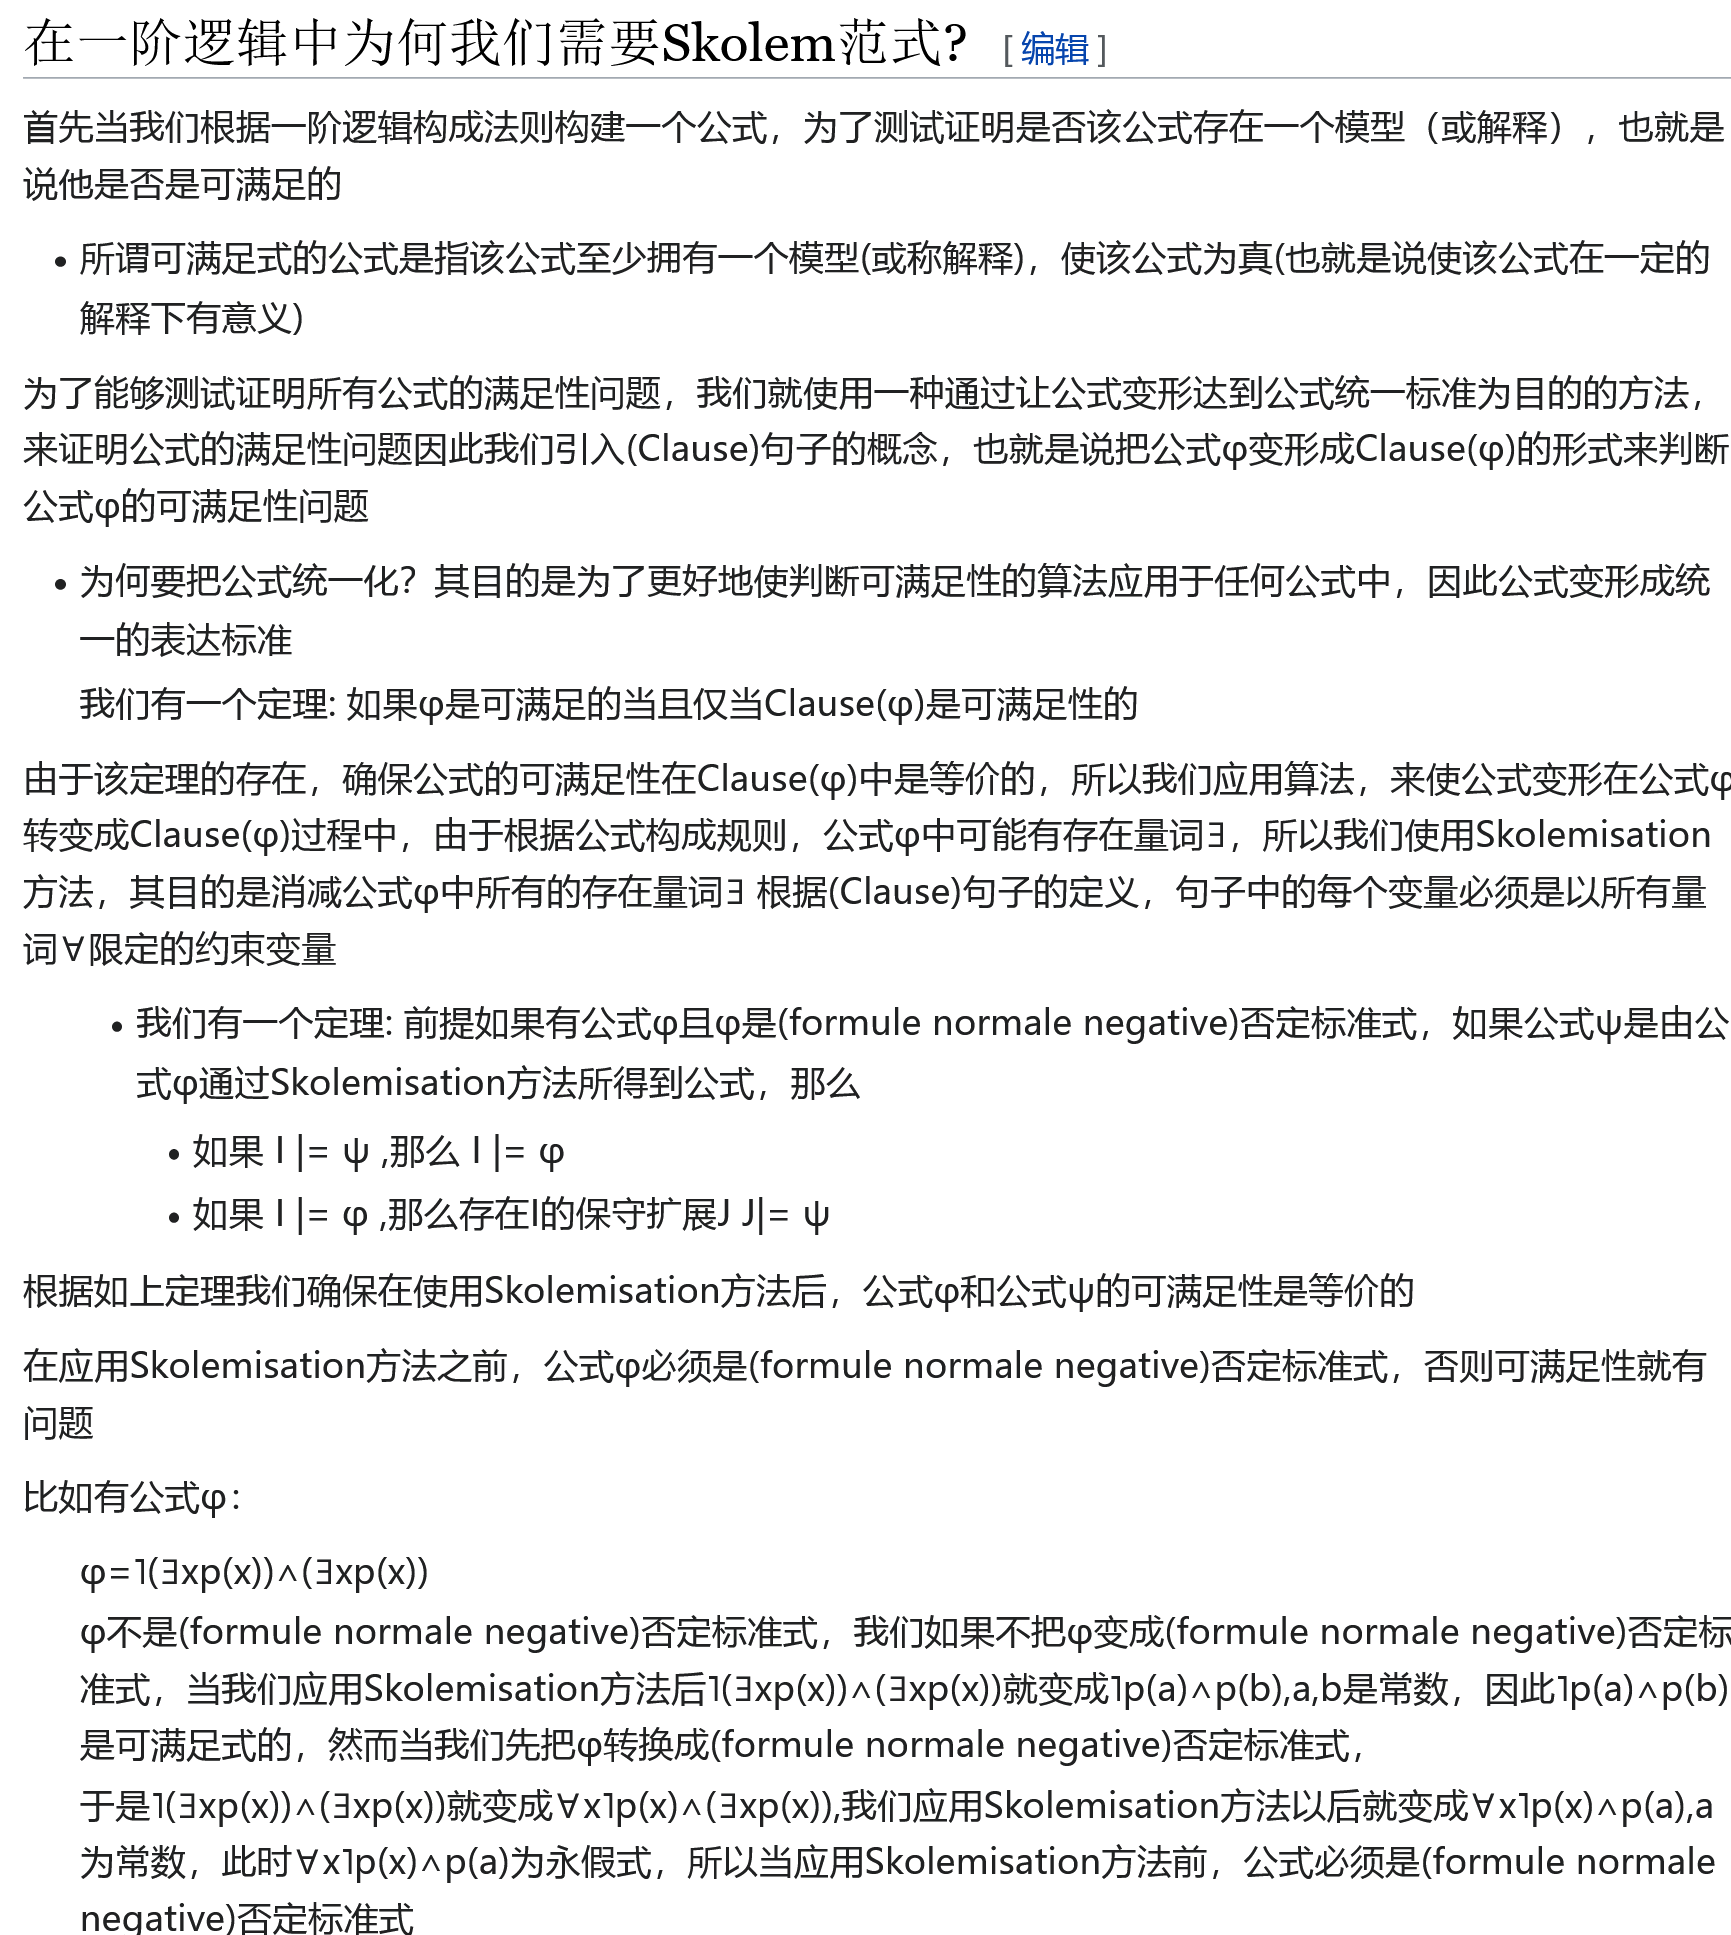 在一阶逻辑中为何我们需要Skolem范式? [编辑]
首先当我们根据一阶逻辑构成法则构建一个公式，为了测试证明是否该公式存在一个模型（或解释），也就是
说他是否是可满足的
• 所谓可满足式的公式是指该公式至少拥有一个模型(或称解释)，使该公式为真(也就是说使该公式在一定的
解释下有意义)
为了能够测试证明所有公式的满足性问题，我们就使用一种通过让公式变形达到公式统一标准为目的的方法，
来证明公式的满足性问题因此我们引入(Clause)句子的概念，也就是说把公式φ变形成Clause(φ)的形式来判断
公式φ的可满足性问题
• 为何要把公式统一化？其目的是为了更好地使判断可满足性的算法应用于任何公式中，因此公式变形成统
一的表达标准
我们有一个定理: 如果φ是可满足的当且仅当Clause(φ)是可满足性的
由于该定理的存在，确保公式的可满足性在Clause(φ)中是等价的，所以我们应用算法，来使公式变形在公式φ
转变成Clause(φ)过程中，由于根据公式构成规则，公式φ中可能有存在量词∃，所以我们使用Skolemisation
方法，其目的是消减公式φ中所有的存在量词∃ 根据(Clause)句子的定义，句子中的每个变量必须是以所有量
词∀限定的约束变量
• 我们有一个定理: 前提如果有公式φ且φ是(formule normale negative)否定标准式，如果公式ψ是由公
式φ通过Skolemisation方法所得到公式，那么
• 如果 I |= ψ ,那么 I |= φ
• 如果 I |= φ ,那么存在I的保守扩展J J|= ψ
根据如上定理我们确保在使用Skolemisation方法后，公式φ和公式ψ的可满足性是等价的
在应用Skolemisation方法之前，公式φ必须是(formule normale negative)否定标准式，否则可满足性就有
问题
比如有公式φ：
φ=˥(∃xp(x))∧(∃xp(x))
φ不是(formule normale negative)否定标准式，我们如果不把φ变成(formule normale negative)否定标
准式，当我们应用Skolemisation方法后˥(∃xp(x))∧(∃xp(x))就变成˥p(a)∧p(b),a,b是常数，因此˥p(a)∧p(b)
是可满足式的，然而当我们先把φ转换成(formule normale negative)否定标准式，
于是˥(∃xp(x))∧(∃xp(x))就变成∀x˥p(x)∧(∃xp(x)),我们应用Skolemisation方法以后就变成∀x˥p(x)∧p(a),a
为常数，此时∀x˥p(x)∧p(a)为永假式，所以当应用Skolemisation方法前，公式必须是(formule normale
negative)否定标准式